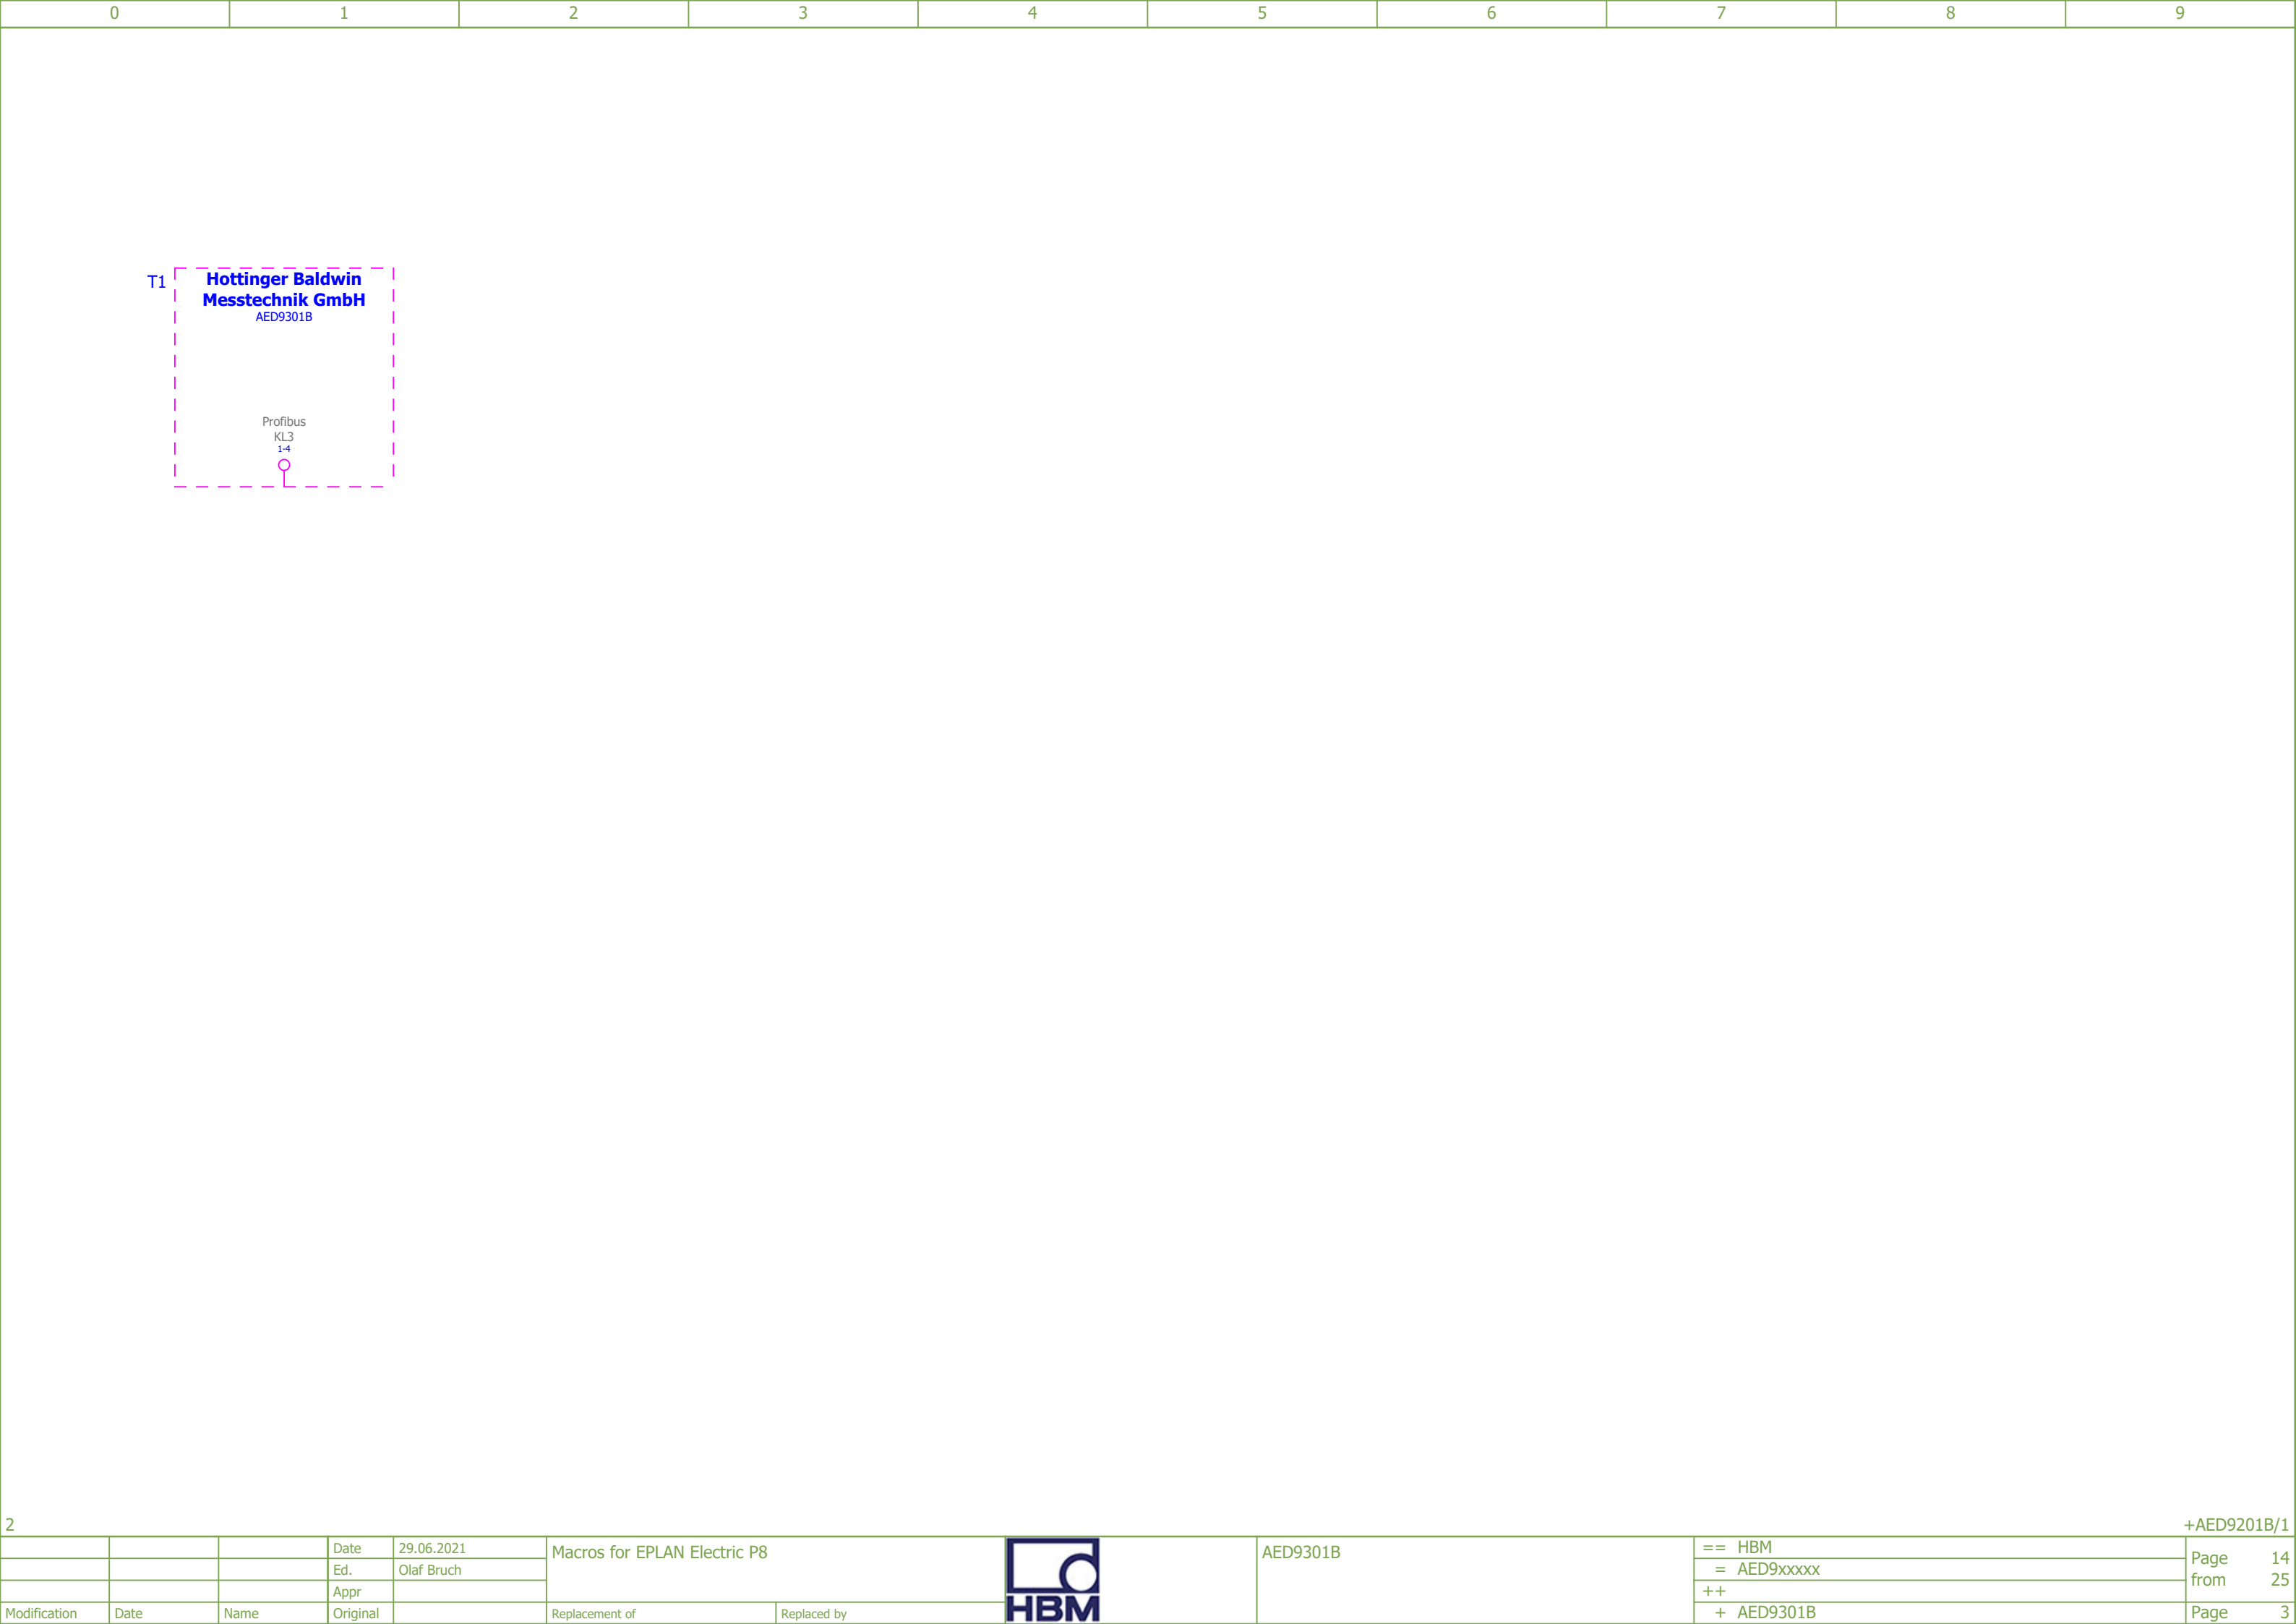 0 1 2 3 4 5 6 7 8 9
T1
Hottinger Baldwin
Messtechnik GmbH
AED9301B
Profibus
KL3
1-4
2
+AED9201B/1
Date 29.06.2021
Ed. Olaf Bruch
Appr
Modification Date Name Original
Macros for EPLAN Electric P8
Replacement of Replaced by
HBM
AED9301B
== HBM
= AED9xxxxx
++
+ AED9301B
Page 14
from 25
Page 3